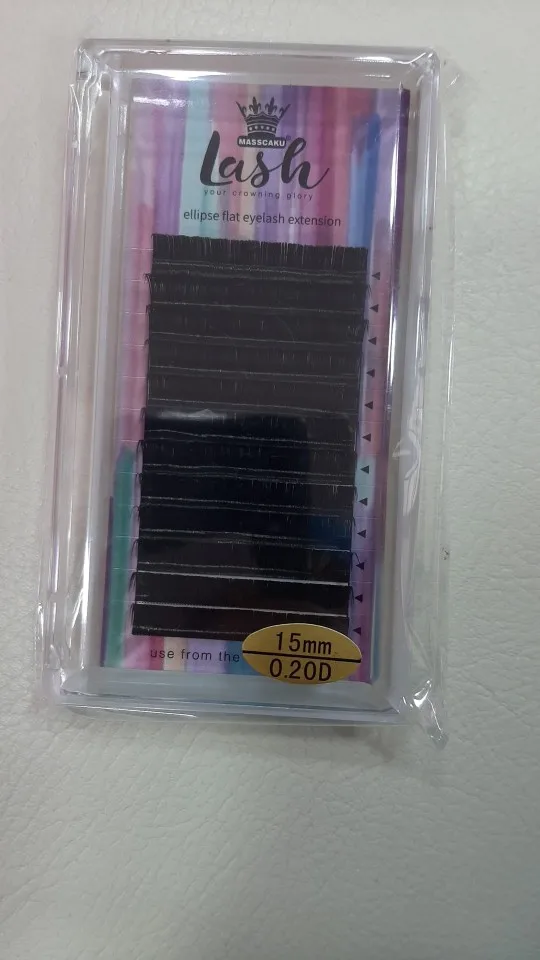 MASSCAKU
Lash
your crowning glory
ellipse flat eyelash extension
use from the
15mm
0.20D